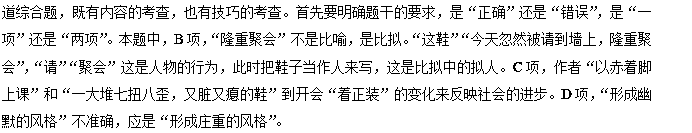 道综合题，既有内容的考查，也有技巧的考查。首先要明确题干的要求，是“正确”还是“错误”，是“一
项”还是“两项”。本题中，B 项，“隆重聚会”不是比喻，是比拟。“这鞋”“今天忽然被请到墙上，隆重聚
会”，“请”“聚会”这是人物的行为，此时把鞋子当作人来写，这是比拟中的拟人。C 项，作者“以赤着脚
上课”和“一大堆七扭八歪，又脏又瘪的鞋”到开会“着正装”的变化来反映社会的进步。D 项，“形成幽
默的风格”不准确，应是“形成庄重的风格”。